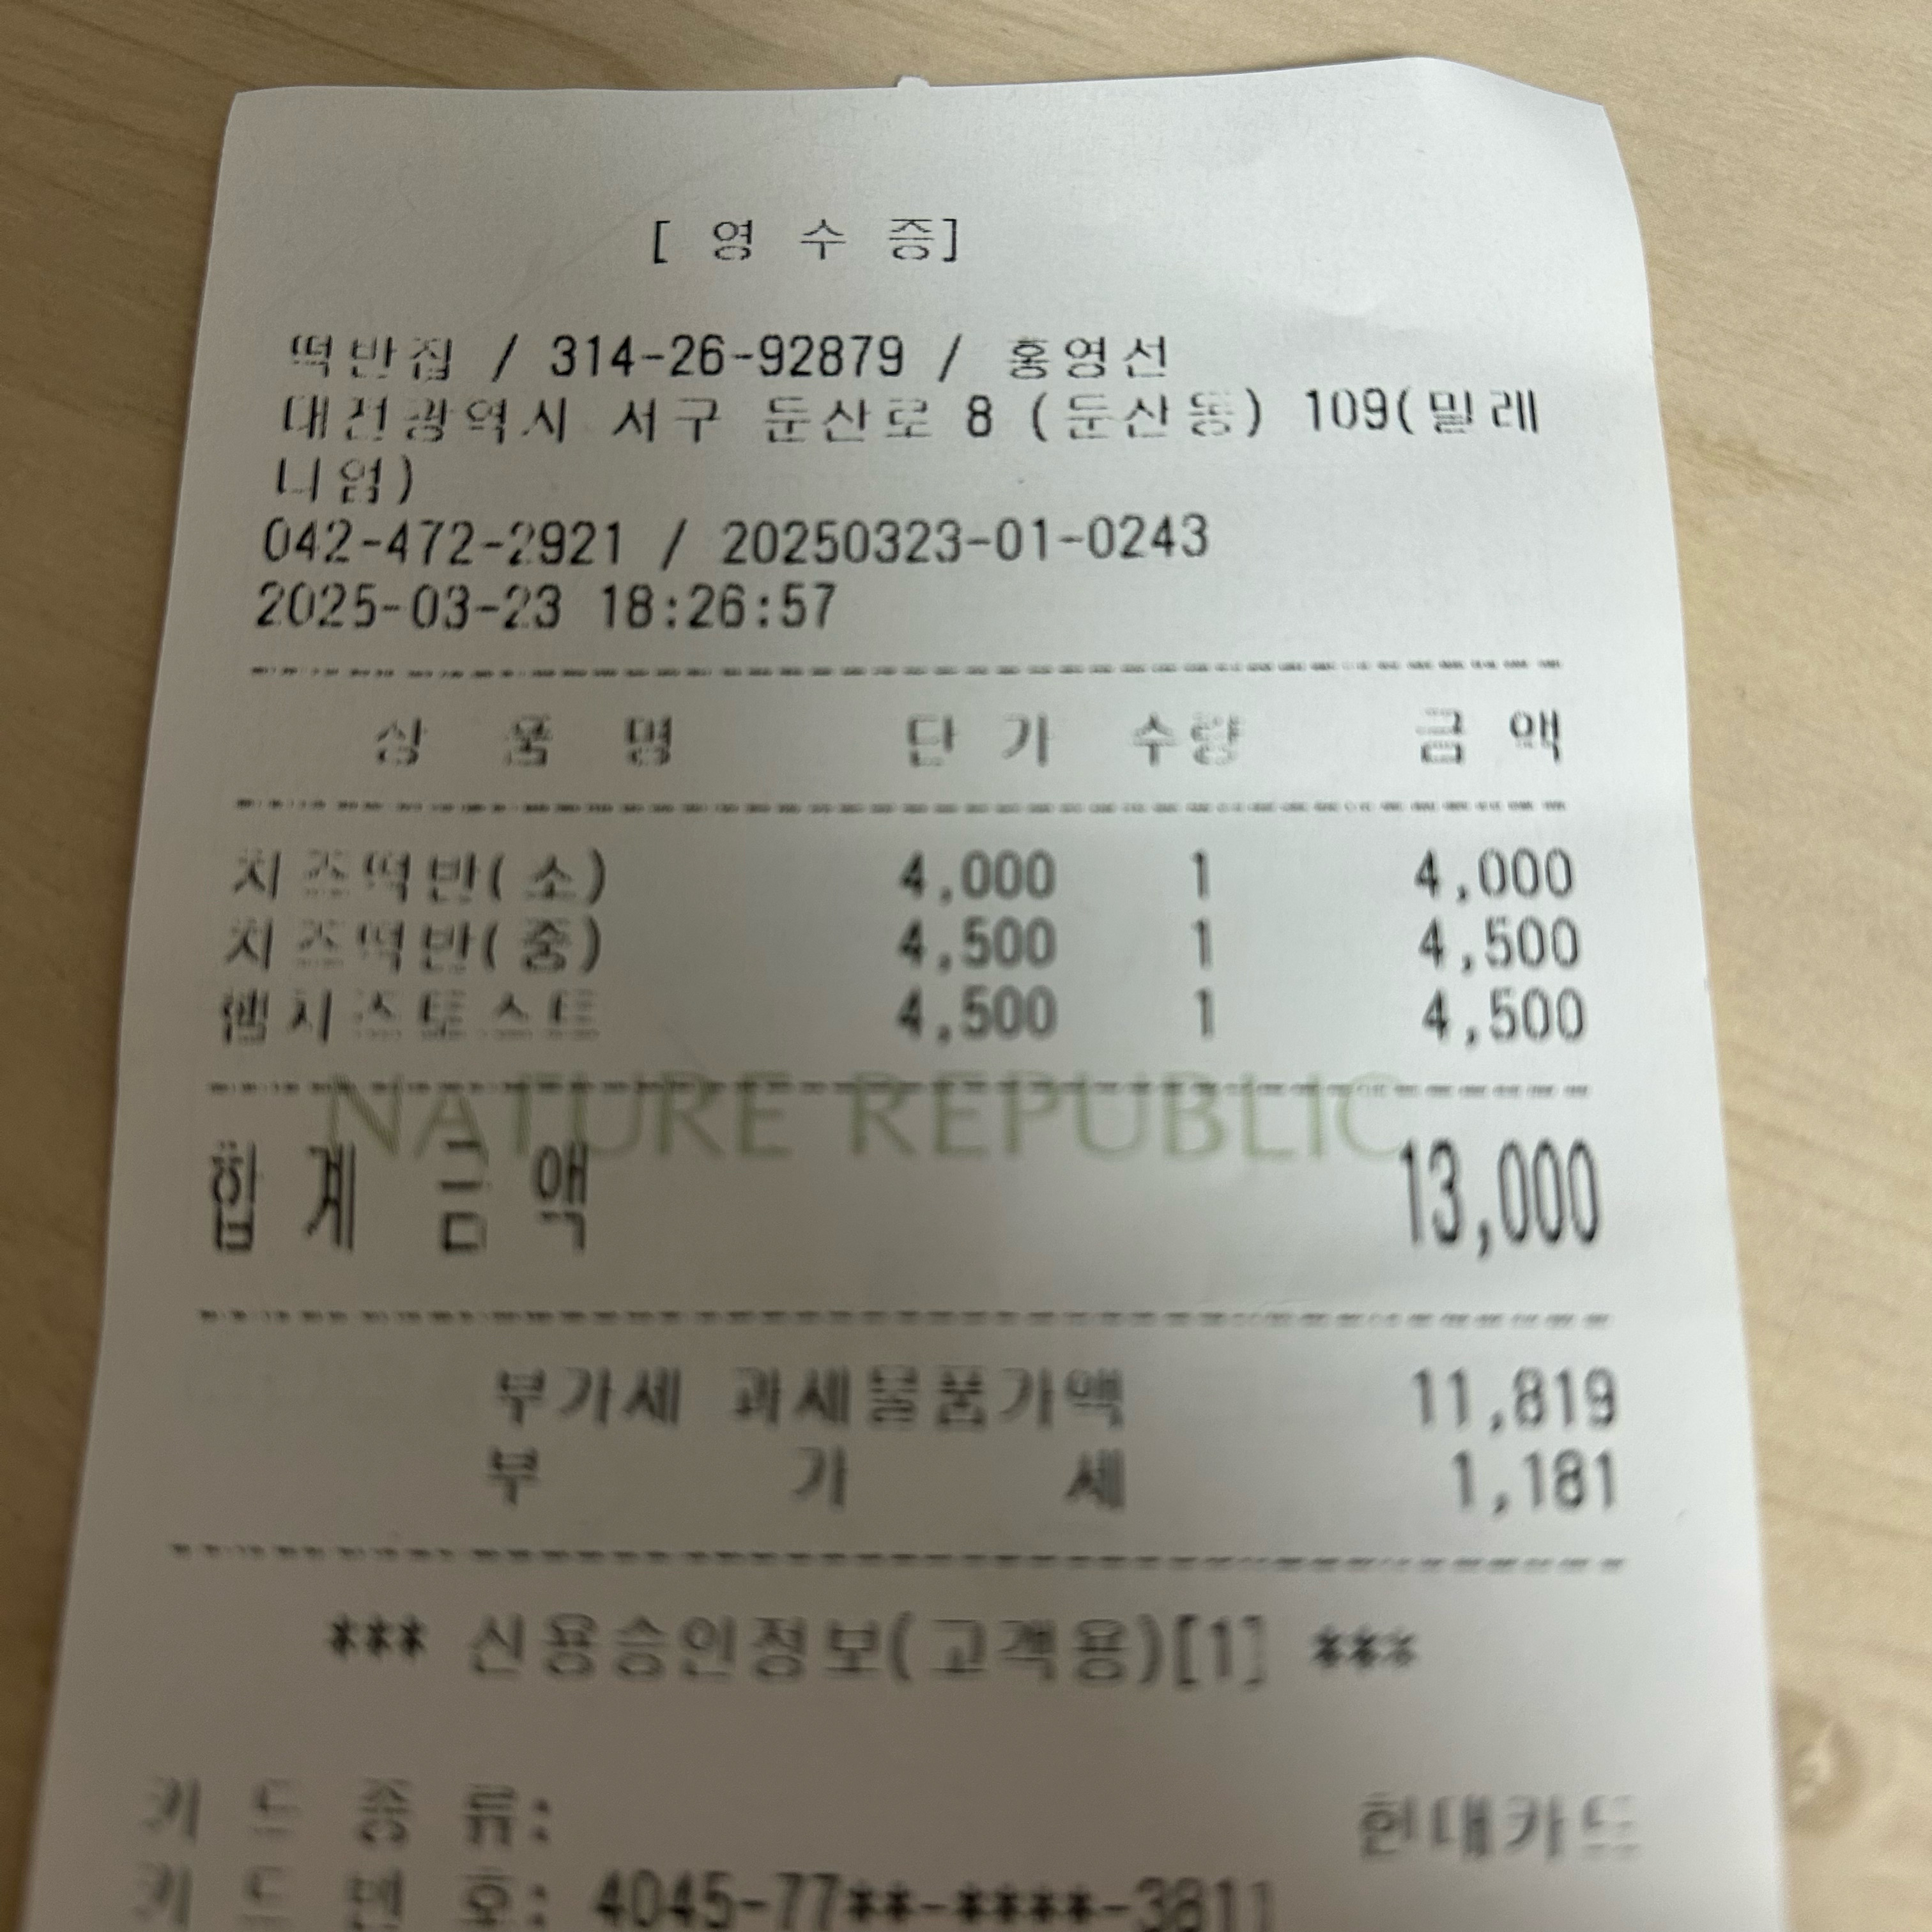 [ 영 수 증]
떡반집 / 314-26-92879 / 홍영선
대전광역시 서구 둔산로 8 (둔산동) 109(밀레
니엄)
042-472-2921 / 20250323-01-0243
2025-03-23 18:26:57
상 품 명 단 가 수량 금 액
치즈떡반(소) 4,000 1 4,000
치즈떡반(중) 4,500 1 4,500
햄치즈토스트 4,500 1 4,500
NATURE REPUBLIC
합 계 금 액 13,000
부가세 과세물품가액 11,819
부 가 세 1,181
*** 신용승인정보(고객용)[1] ***
카 드 종 류: 현대카드
카 드 번 호: 4045-77**-****-3811